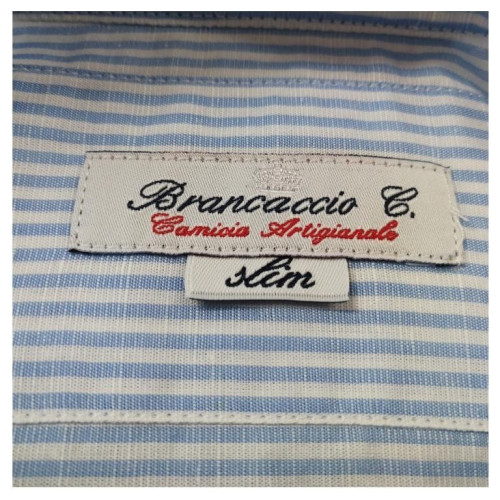 Brancaccio C.
Camicia Artigianale
slim